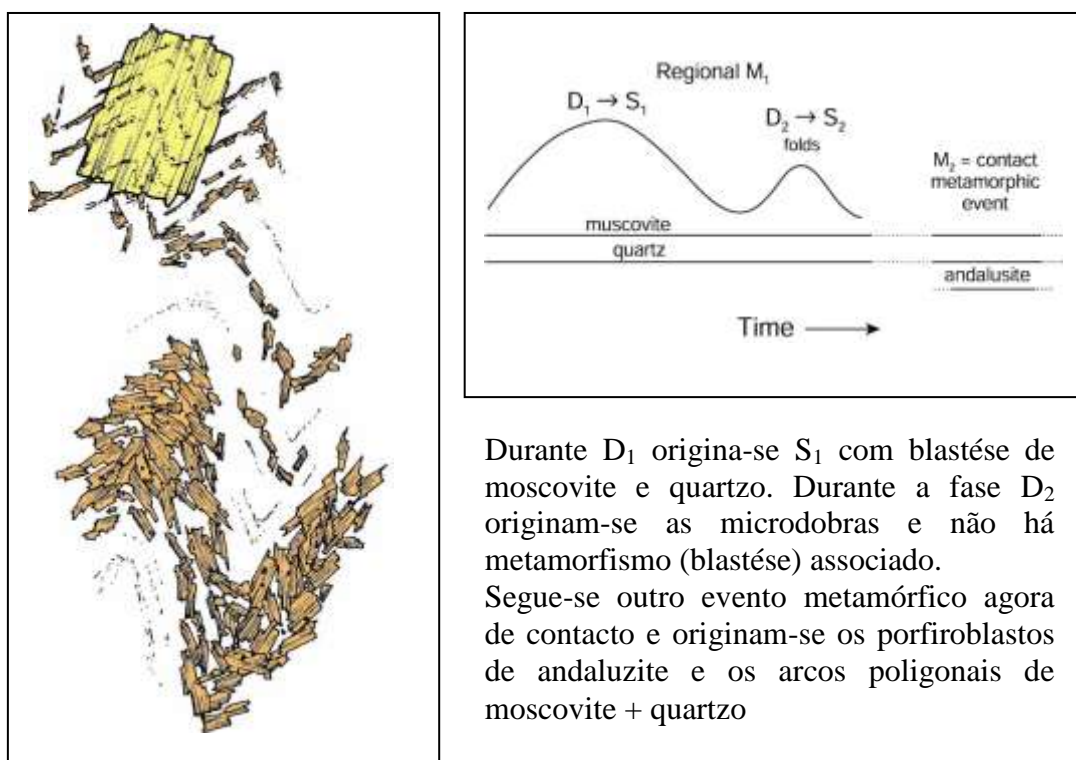 Regional M₁
D₁ → S₁
D₂ → S₂
folds
M₂ = contact
metamorphic
event
muscovite
quartz
andalusite
Time →
Durante D₁ origina-se S₁ com blastése de
moscovite e quartzo. Durante a fase D₂
originam-se as microdobras e não há
metamorfismo (blastése) associado.
Segue-se outro evento metamórfico agora
de contacto e originam-se os porfiroblastos
de andaluzite e os arcos poligonais de
moscovite + quartzo